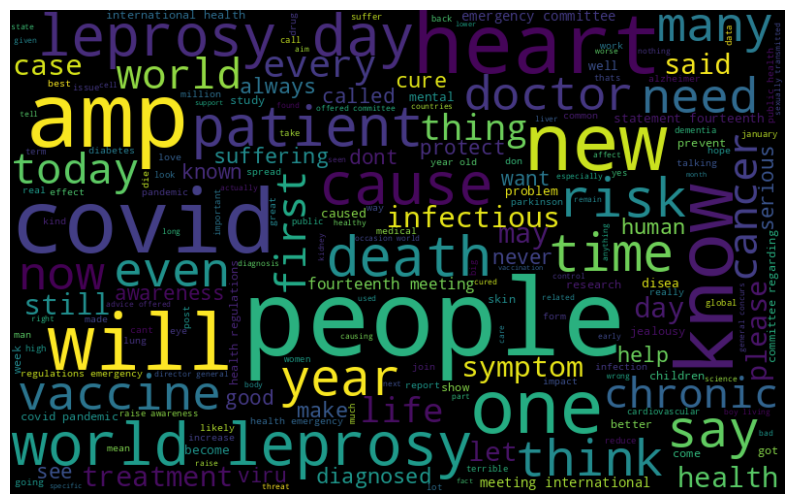 international health
drug
suffer
emergency committee
back
lower
state
given
leprosy day
heart
many
call
aim
work
nothing
case
world
every
cure
well
said
best
issue
cell
always
called
doctor
need
thats
alzheimer
data
tell
million
support
study
found
offered committee
mental
countries
worse
public health
sexually transmitted
amp
patient
thing
new
statement fourteenth
term
diabetes
take
protect
liver
common
january
today
love
suffering
dont
year old
don
dementia
prevent
hope
die
look
known
seem
especially
affect
yes
talking
month
real
effect
spread
cause
want
risk
cancer
serious
pandemic
actually
problem
parkinson
remain
kind
important
great
first
infectious
human
covid
long
public
caused
way
may
know
death
healthy
medical
never
time
anything
now
even
kidney
occasion world
vaccination
disea
diagnosis
fourteenth meeting
skin
research
really
global
still
awareness
cured
control
day
please
committee regarding
advice offered
post
used
related
form
jealousy
general concurs
right
made
cant
eye
health regulations
people
causing
early
man
lung
will
week
high
director general
women
care
join
infection
help
regulations emergency
year
symptom
wrong
children
science
body
next
report
show
impact
vaccine
good
life
one
chronic
part
cardiovascular
covid pandemic
raise awareness
make
much
health emergency
better
say
likely
increase
let
think
come
got
bad
mean
become
world leprosy
reduce
see
raise
terrible
going
treatment
viru
diagnosed
fact
meeting international
health
specific
threat
lot